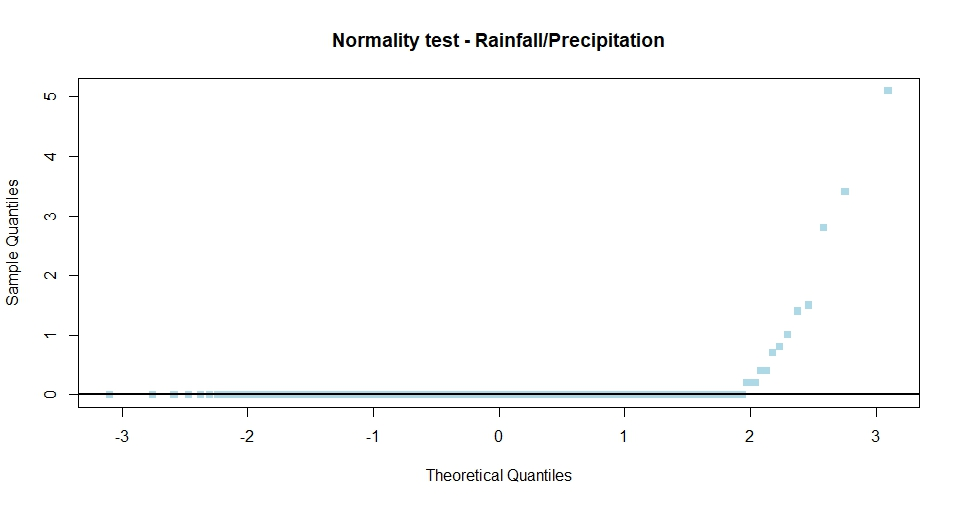 Normality test - Rainfall/Precipitation
5
4
3
2
1
0
Sample Quantiles
-3 -2 -1 0 1 2 3
Theoretical Quantiles